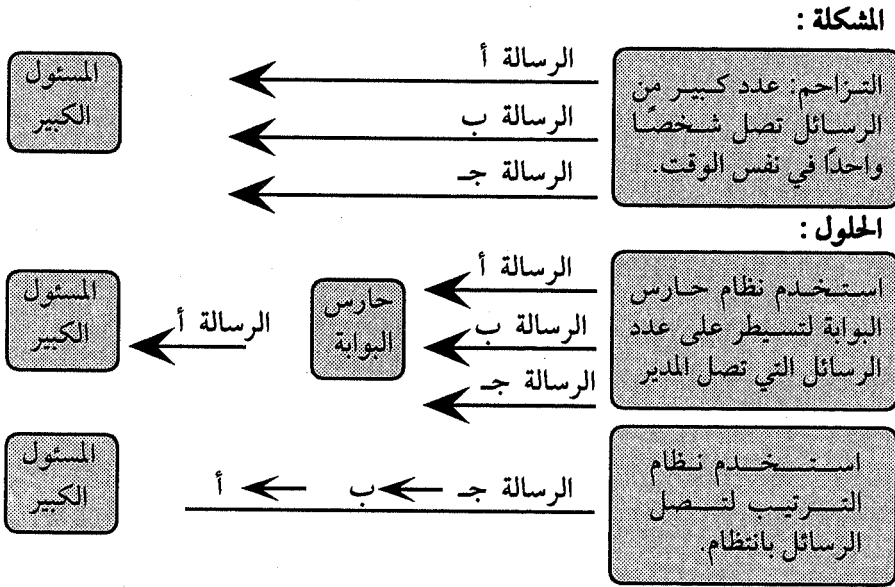 المشكلة :
التزاحم: عدد كبير من
الرسائل تصل شخصًا
واحدًا في نفس الوقت.
الرسالة أ
الرسالة ب
الرسالة جـ
المسئول
الكبير
الحلول :
استخدم نظام حارس
البوابة لتسيطر على عدد
الرسائل التي تصل المدير
الرسالة أ
الرسالة ب
الرسالة جـ
حارس
البوابة
الرسالة أ
المسئول
الكبير
استخدم نظام
الترتيب لتصل
الرسائل بانتظام.
الرسالة جـ ب أ
المسئول
الكبير